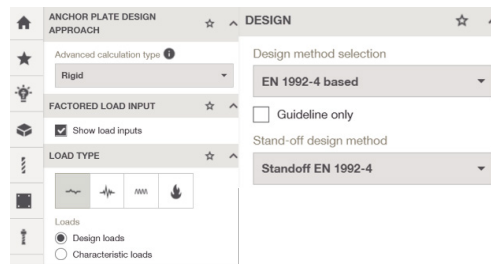 ANCHOR PLATE DESIGN
APPROACH
Advanced calculation type
Rigid
FACTORED LOAD INPUT
Show load inputs
LOAD TYPE
Loads
Design loads
Characteristic loads
DESIGN
Design method selection
EN 1992-4 based
Guideline only
Stand-off design method
Standoff EN 1992-4